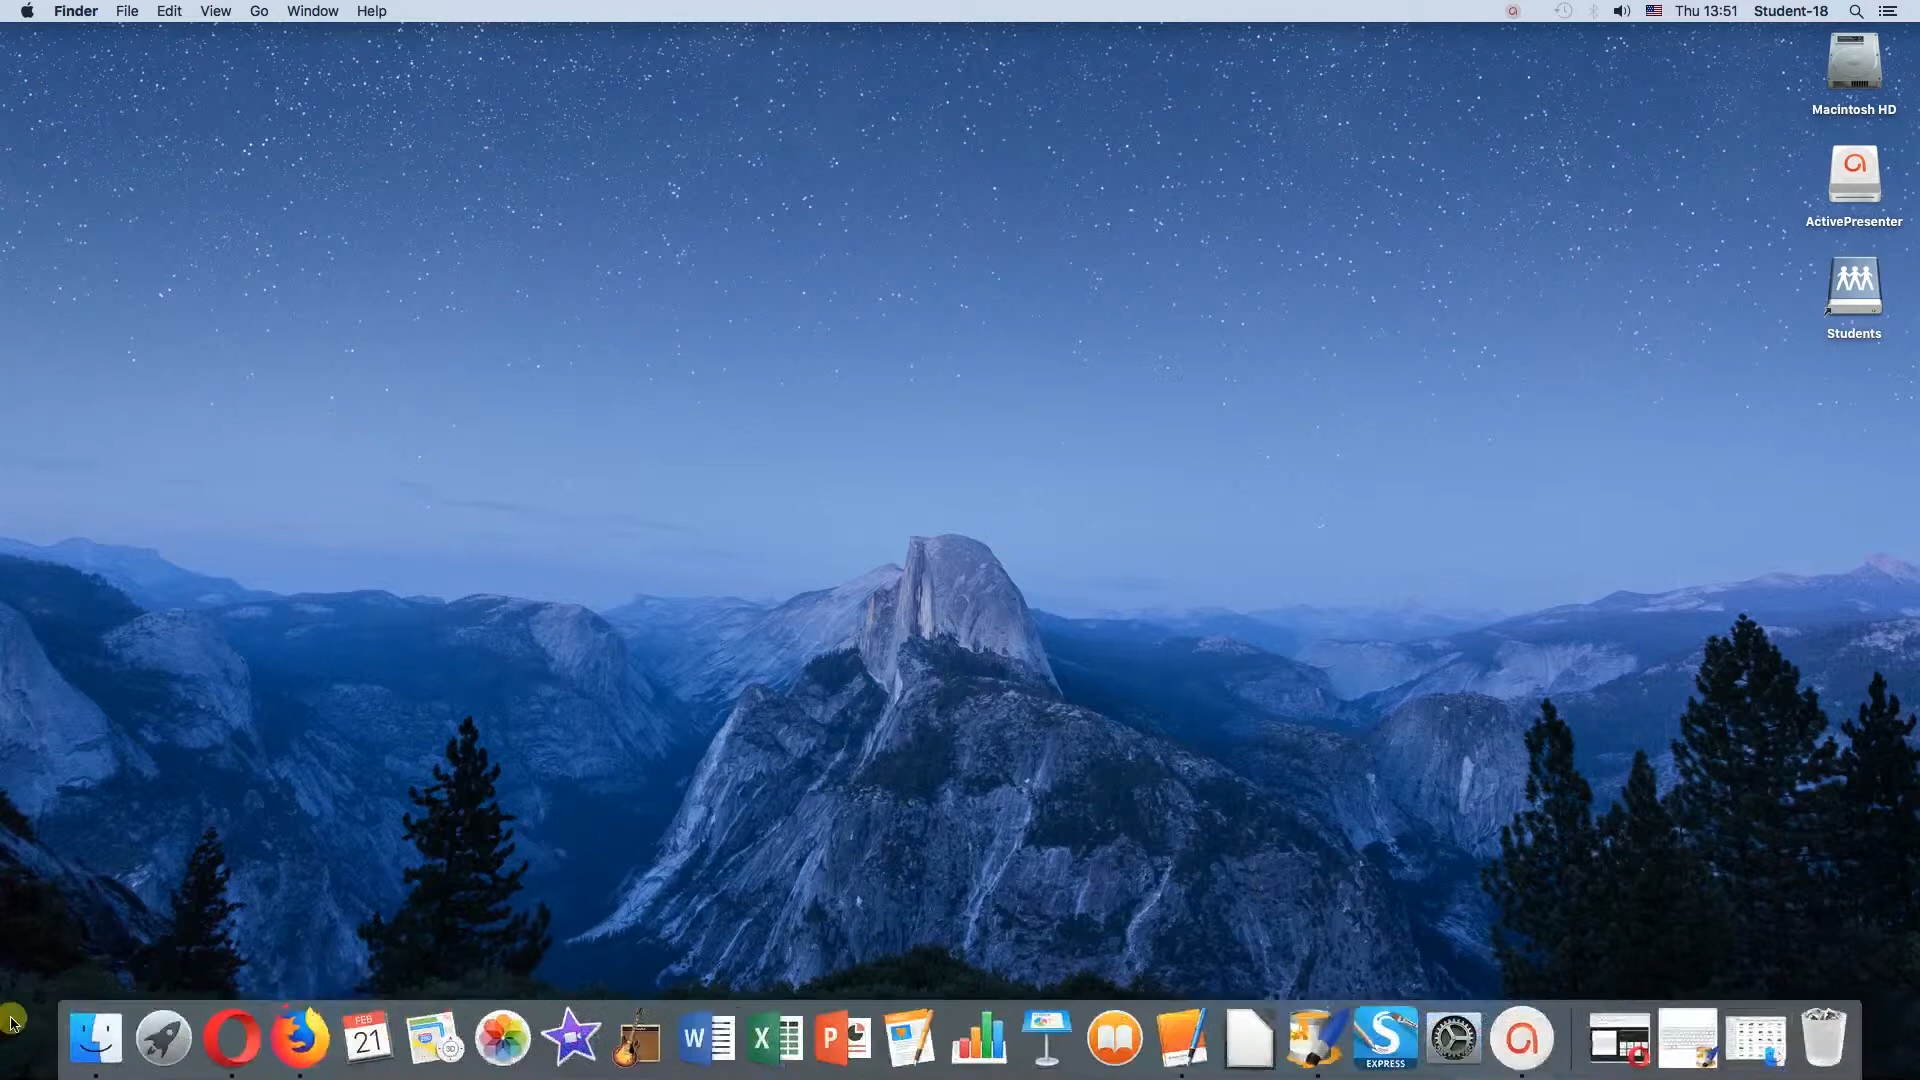 Finder File Edit View Go Window Help Thu 13:51 Student-18
Macintosh HD
ActivePresenter
Students
FEB
21
W
X
P
S
EXPRESS